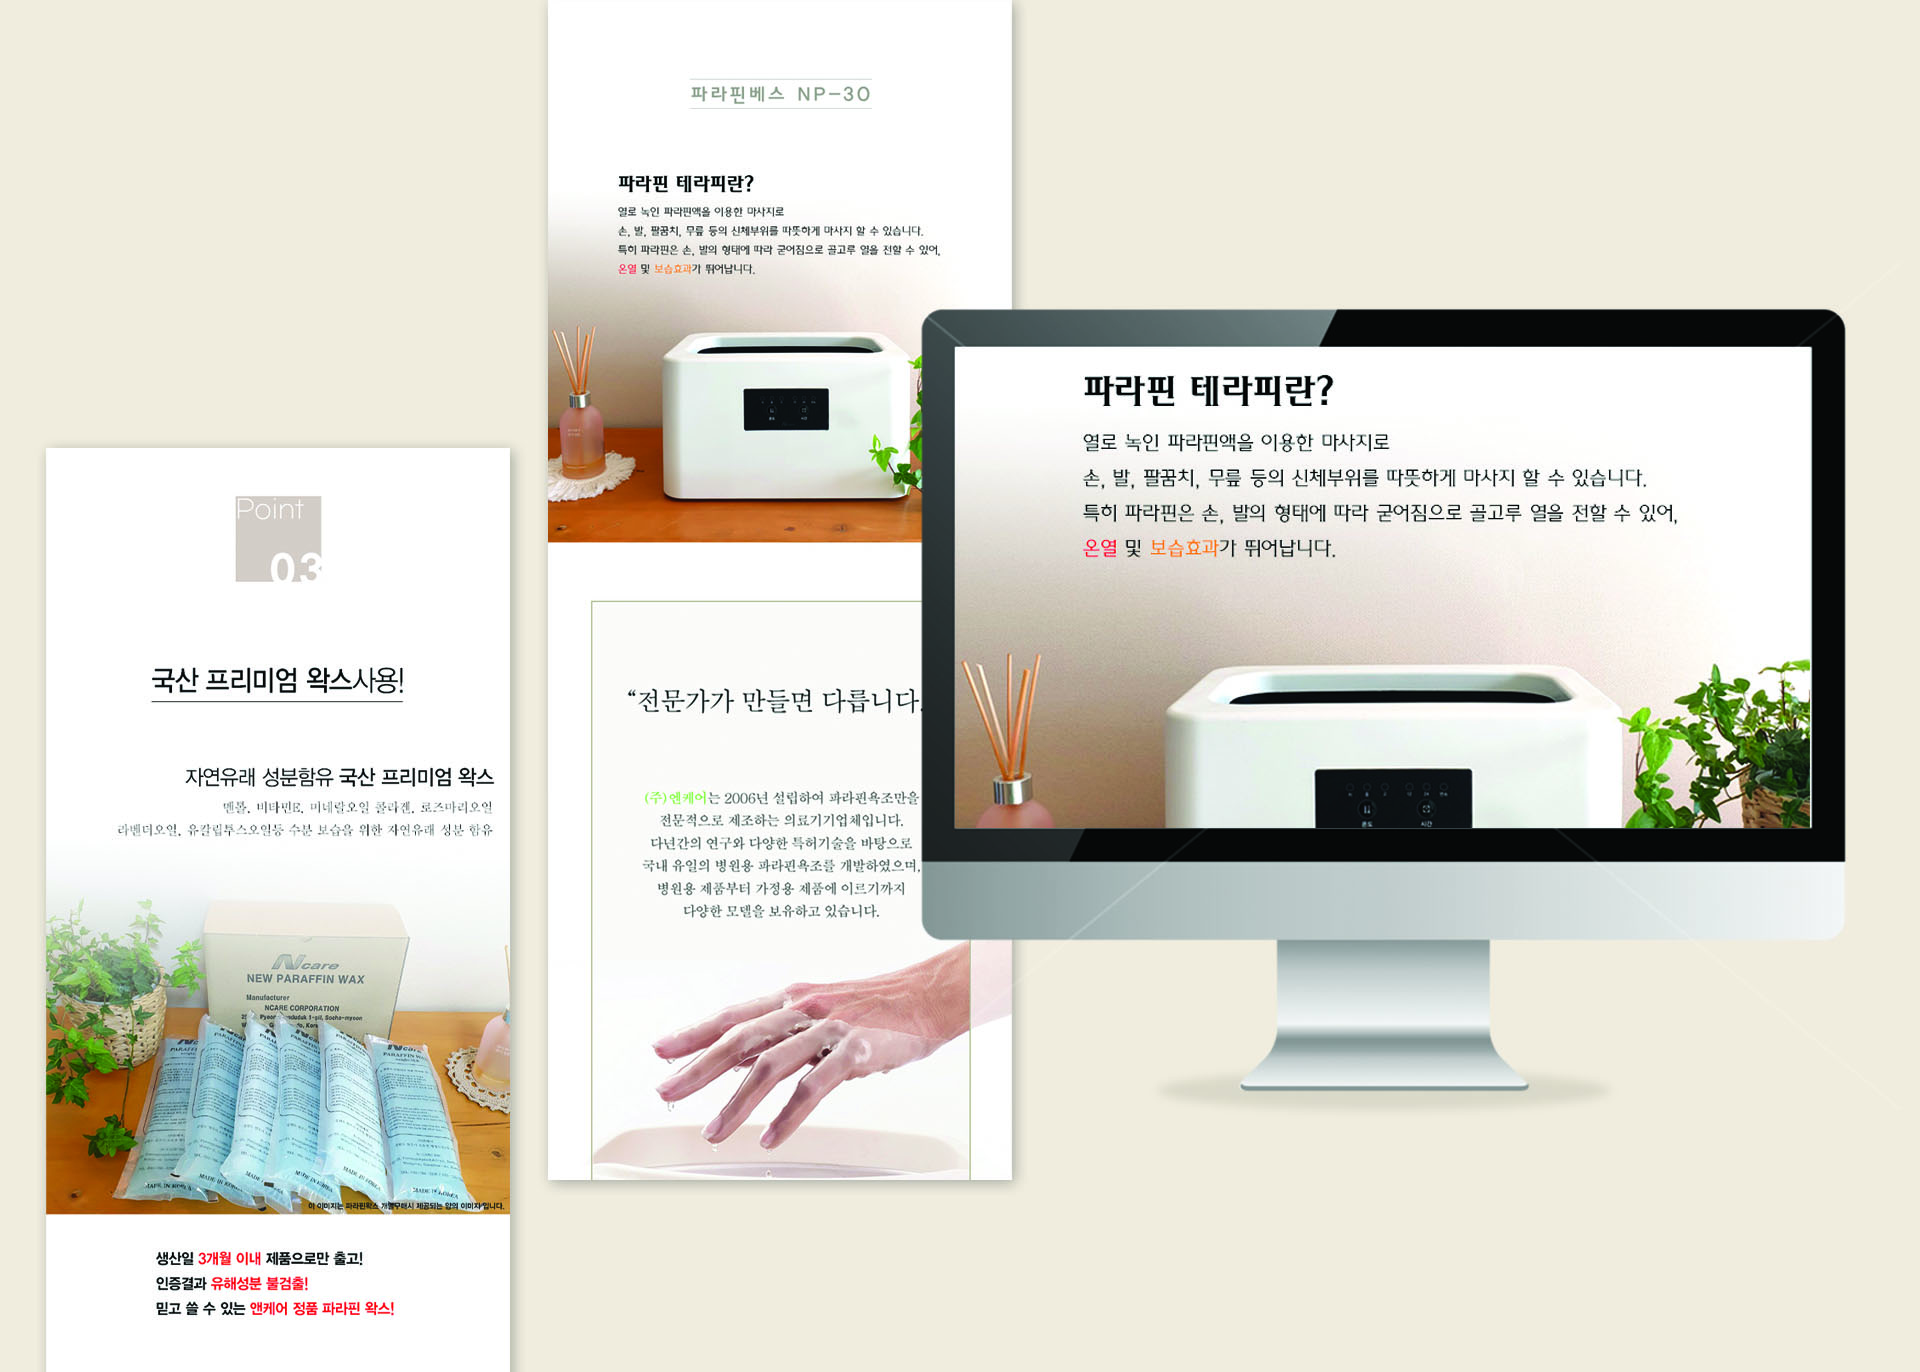 파라핀베스 NP-30
파라핀 테라피란?
열로 녹인 파라핀액을 이용한 마사지로
손, 발, 팔꿈치, 무릎 등의 신체부위를 따뜻하게 마사지 할 수 있습니다.
특히 파라핀은 손, 발의 형태에 따라 굳어짐으로 골고루 열을 전할 수 있어,
온열 및 보습효과가 뛰어납니다.
온도 시간
“전문가가 만들면 다릅니다.
(주)엔케어는 2006년 설립하여 파라핀욕조만을
전문적으로 제조하는 의료기기업체입니다.
다년간의 연구와 다양한 특허기술을 바탕으로
국내 유일의 병원용 파라핀욕조를 개발하였으며,
병원용 제품부터 가정용 제품에 이르기까지
다양한 모델을 보유하고 있습니다.
파라핀 테라피란?
열로 녹인 파라핀액을 이용한 마사지로
손, 발, 팔꿈치, 무릎 등의 신체부위를 따뜻하게 마사지 할 수 있습니다.
특히 파라핀은 손, 발의 형태에 따라 굳어짐으로 골고루 열을 전할 수 있어,
온열 및 보습효과가 뛰어납니다.
온도 시간
Point
03
국산 프리미엄 왁스사용!
자연유래 성분함유 국산 프리미엄 왁스
멘톨, 비타민E, 미네랄오일 콜라겐, 로즈마리오일
라벤더오일, 유칼립투스오일등 수분 보습을 위한 자연유래 성분 함유
Ncare
NEW PARAFFIN WAX
Manufacturer
NCARE CORPORATION
Ncare
PARAFFIN WAX
MADE IN KOREA
이 이미지는 파라핀왁스 개별구매시 제공되는 양의 이미지 입니다.
생산일 3개월 이내 제품으로만 출고!
인증결과 유해성분 불검출!
믿고 쓸 수 있는 앤케어 정품 파라핀 왁스!